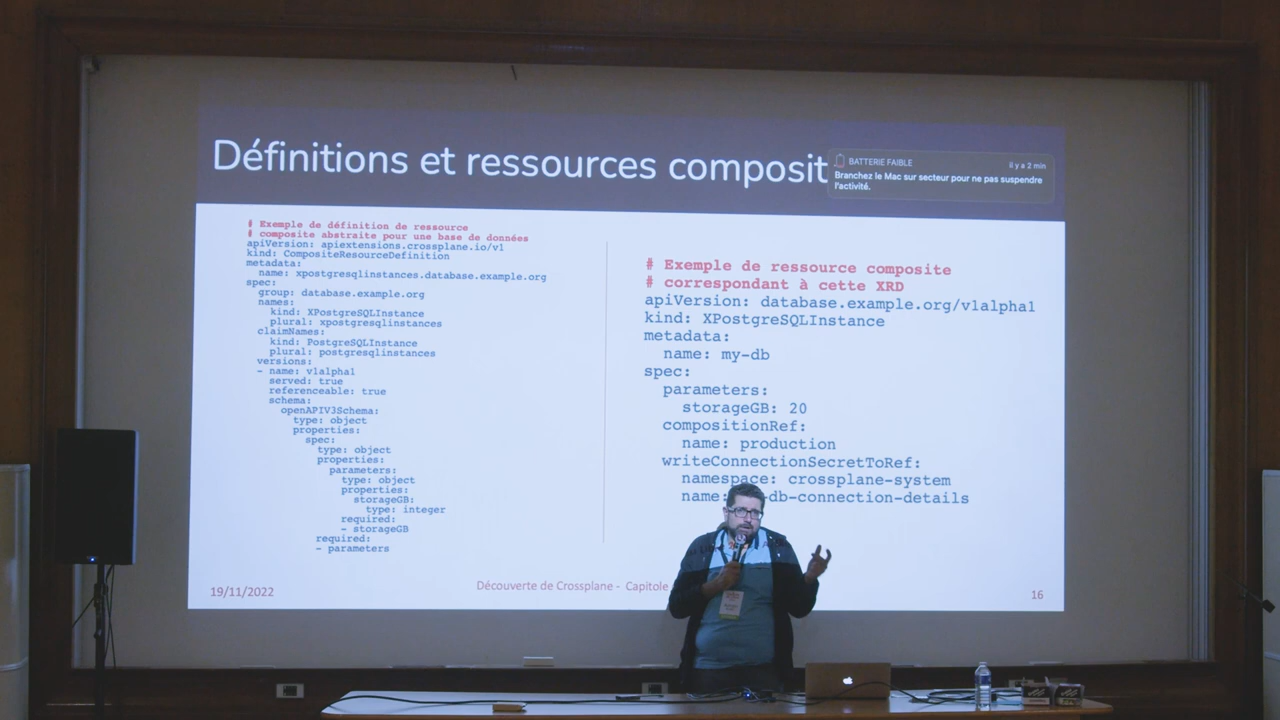 Définitions et ressources composit
BATTERIE FAIBLE
il y a 2 min
Branchez le Mac sur secteur pour ne pas suspendre
l'activité.
# Exemple de définition de ressource
# composite abstraite pour une base de données
apiVersion: apiextensions.crossplane.io/v1
kind: CompositeResourceDefinition
metadata:
  name: xpostgresqlinstances.database.example.org
spec:
  group: database.example.org
  names:
    kind: XPostgreSQLInstance
    plural: xpostgresqlinstances
  claimNames:
    kind: PostgreSQLInstance
    plural: postgresqlinstances
  versions:
  - name: v1alpha1
    served: true
    referenceable: true
    schema:
      openAPIV3Schema:
        type: object
        properties:
          spec:
            type: object
            properties:
              parameters:
                type: object
                properties:
                  storageGB:
                    type: integer
                required:
                - storageGB
            required:
            - parameters
# Exemple de ressource composite
# correspondant à cette XRD
apiVersion: database.example.org/v1alpha1
kind: XPostgreSQLInstance
metadata:
  name: my-db
spec:
  parameters:
    storageGB: 20
  compositionRef:
    name: production
  writeConnectionSecretToRef:
    namespace: crossplane-system
    name: -db-connection-details
19/11/2022
Découverte de Crossplane - Capitole
16